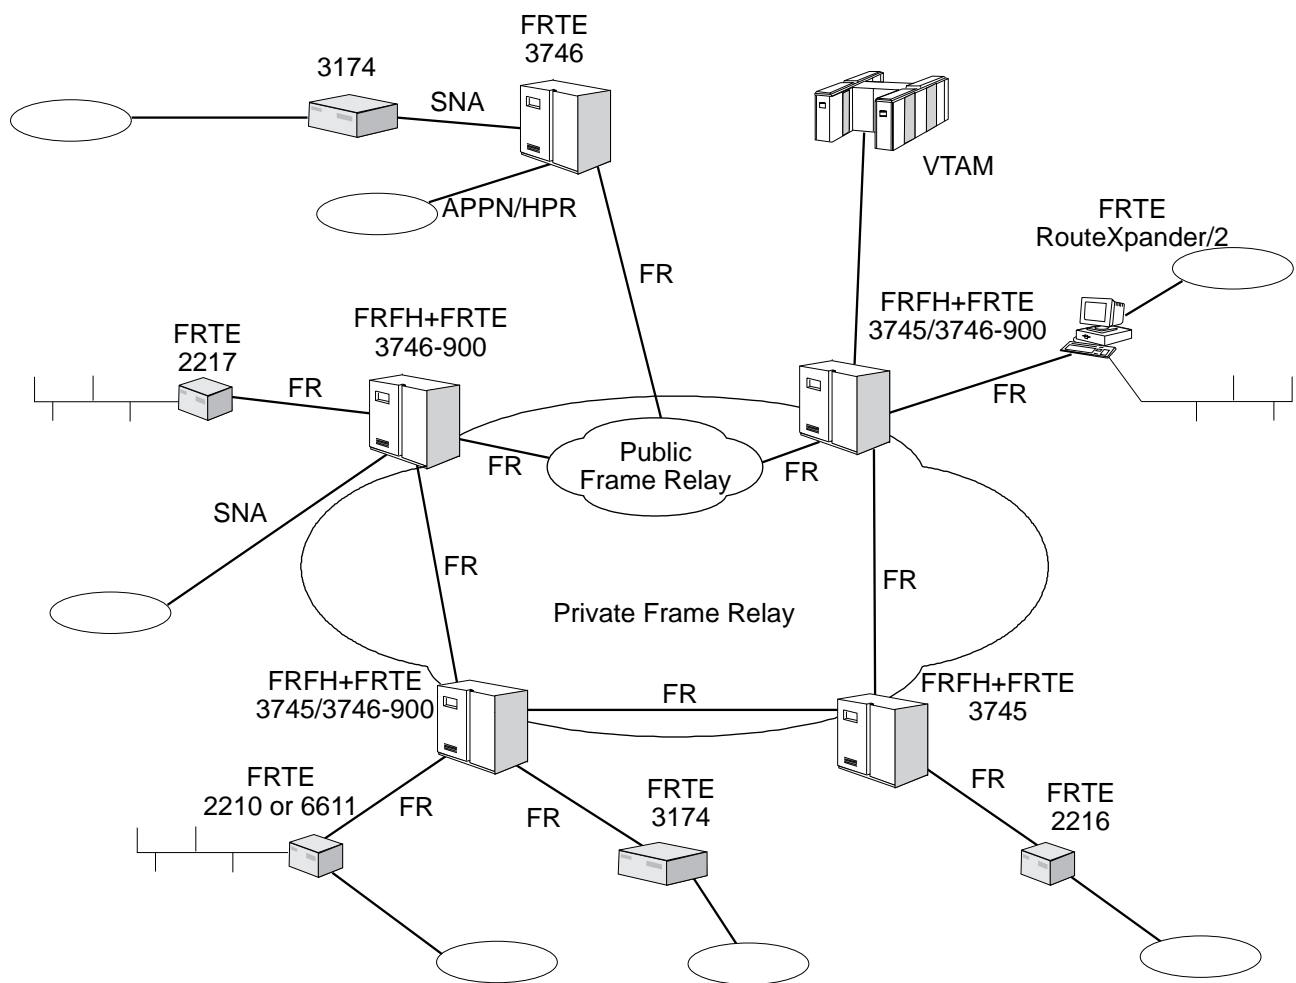 FRTE
3746
3174
SNA
VTAM
APPN/HPR
FRTE
RouteXpander/2
FR
FRFH+FRTE
3745/3746-900
FRFH+FRTE
3746-900
FRTE
2217
FR
FR
Public
Frame Relay
FR
FR
SNA
FR
FR
Private Frame Relay
FRFH+FRTE
3745/3746-900
FR
FRFH+FRTE
3745
FRTE
2210 or 6611
FR
FR
FRTE
3174
FR
FRTE
2216